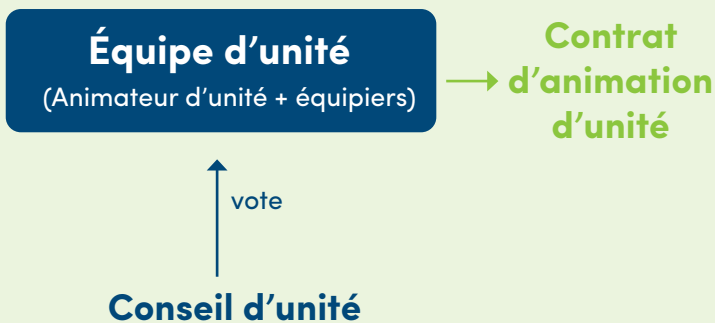 Équipe d’unité
(Animateur d’unité + équipiers)
Contrat
d’animation
d’unité
vote
Conseil d’unité